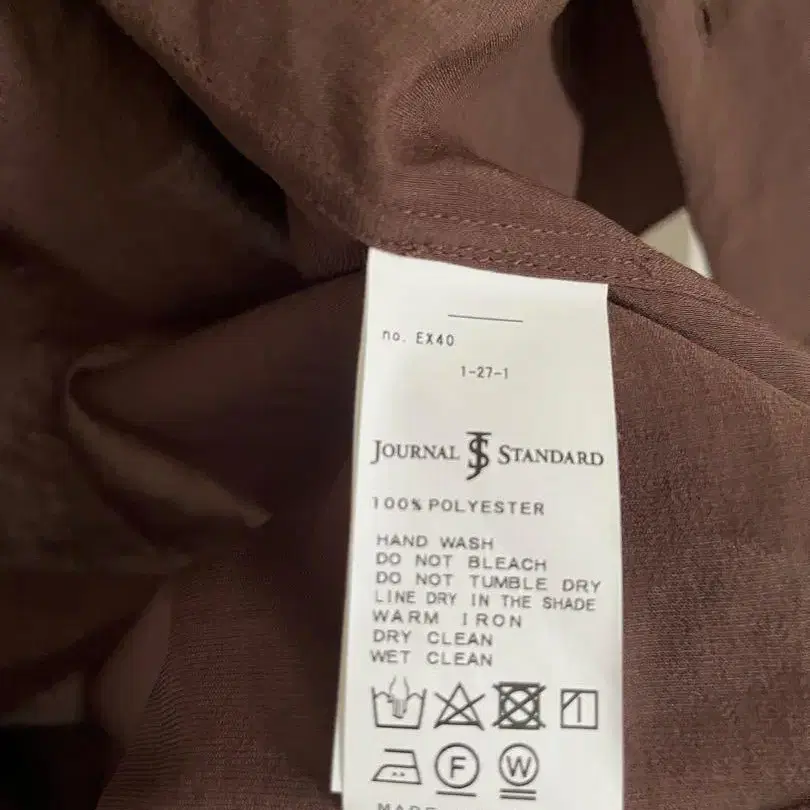 no. EX40
1-27-1
JOURNAL JS STANDARD
100% POLYESTER
HAND WASH
DO NOT BLEACH
DO NOT TUMBLE DRY
LINE DRY IN THE SHADE
WARM IRON
DRY CLEAN
WET CLEAN
F W
MADE